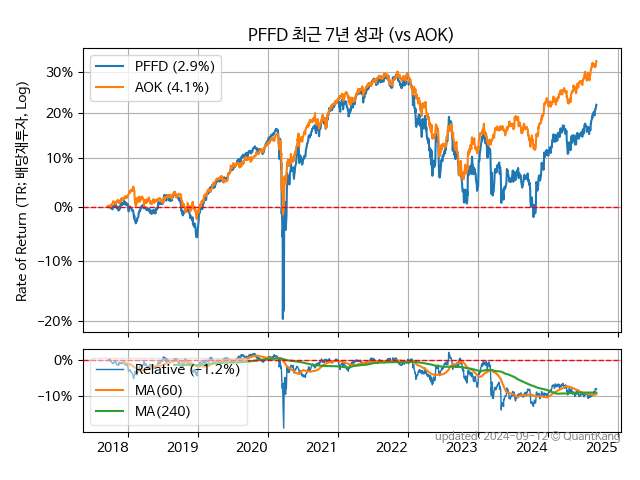 PFFD 최근 7년 성과 (vs AOK)
Rate of Return (TR: 배당재투자, Log)
PFFD (2.9%)
AOK (4.1%)
30%
20%
10%
0%
−10%
−20%
0%
−10%
Relative (−1.2%)
MA(60)
MA(240)
2018 2019 2020 2021 2022 2023 2024 2025
updated: 2024-09-12 © QuantKang